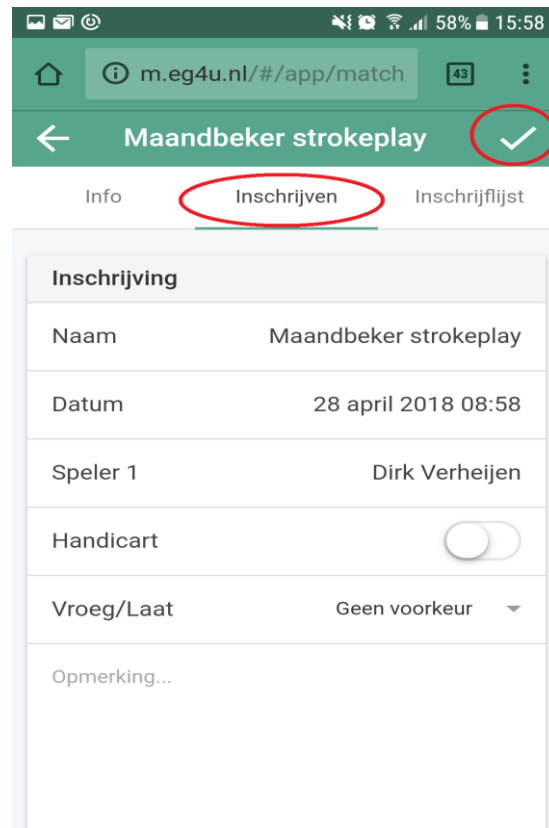 58% 15:58
m.eg4u.nl/#/app/match 43
Maandbeker strokeplay
Info Inschrijven Inschrijflijst
Inschrijving
Naam Maandbeker strokeplay
Datum 28 april 2018 08:58
Speler 1 Dirk Verheijen
Handicart
Vroeg/Laat Geen voorkeur
Opmerking...